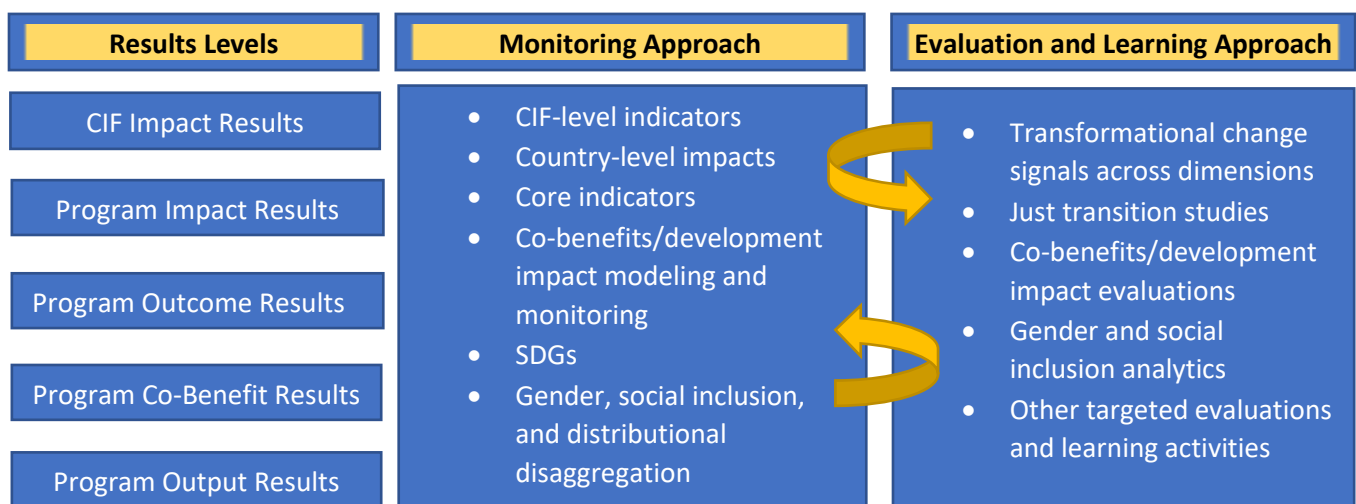 Results Levels
CIF Impact Results
Program Impact Results
Program Outcome Results
Program Co-Benefit Results
Program Output Results
Monitoring Approach
• CIF-level indicators
• Country-level impacts
• Core indicators
• Co-benefits/development
impact modeling and
monitoring
• SDGs
• Gender, social inclusion,
and distributional
disaggregation
Evaluation and Learning Approach
• Transformational change
signals across dimensions
• Just transition studies
• Co-benefits/development
impact evaluations
• Gender and social
inclusion analytics
• Other targeted evaluations
and learning activities